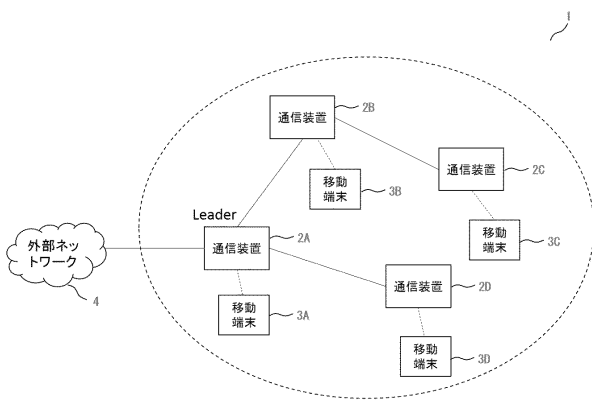 1
通信装置
2B
通信装置
2C
移動
端末
3B
移動
端末
3C
Leader
通信装置
2A
外部ネッ
トワーク
4
通信装置
2D
移動
端末
3A
移動
端末
3D